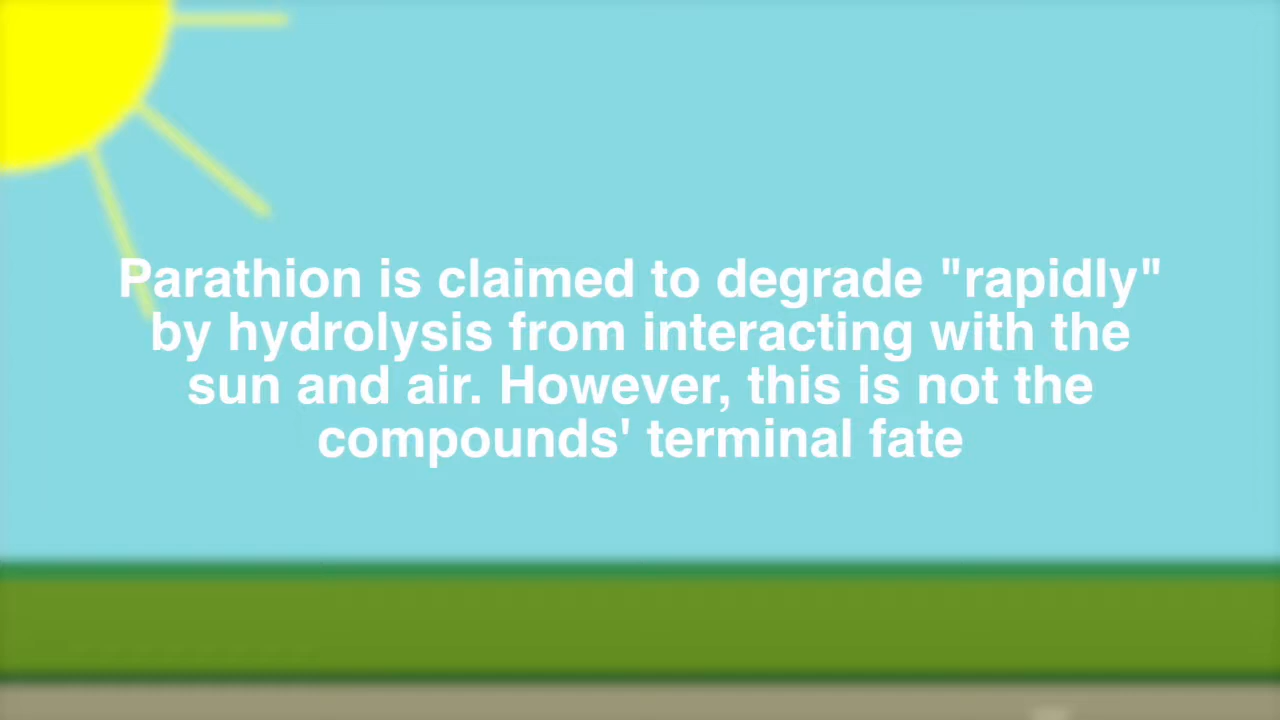 Parathion is claimed to degrade "rapidly"
by hydrolysis from interacting with the
sun and air. However, this is not the
compounds' terminal fate